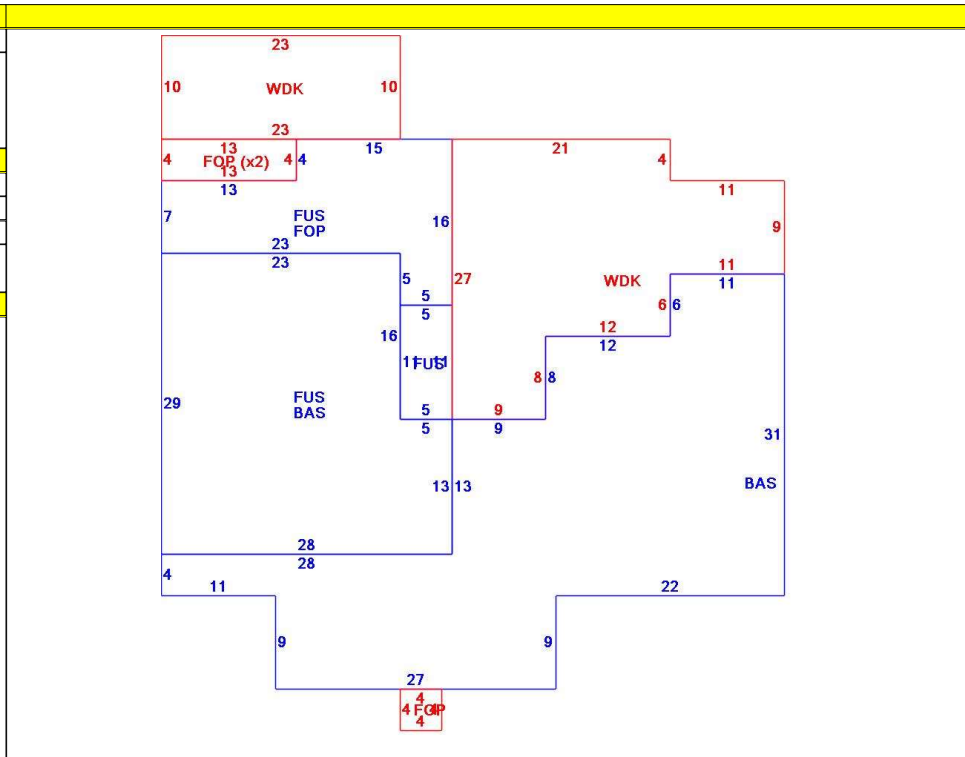 23
10 WDK 10
23
13 15 21
4 FOP (x2) 4 4 4
13
13 11
7 FUS 16 9
FOP
23 11
23 5 27 WDK 11
5 6 6
5 12
16 12
11 FUS 11
8 8
29 FUS
BAS
5 9
5 9 31
13 13 BAS
28
28
4
11 22
9 9
27
4
4 FOP 4
4